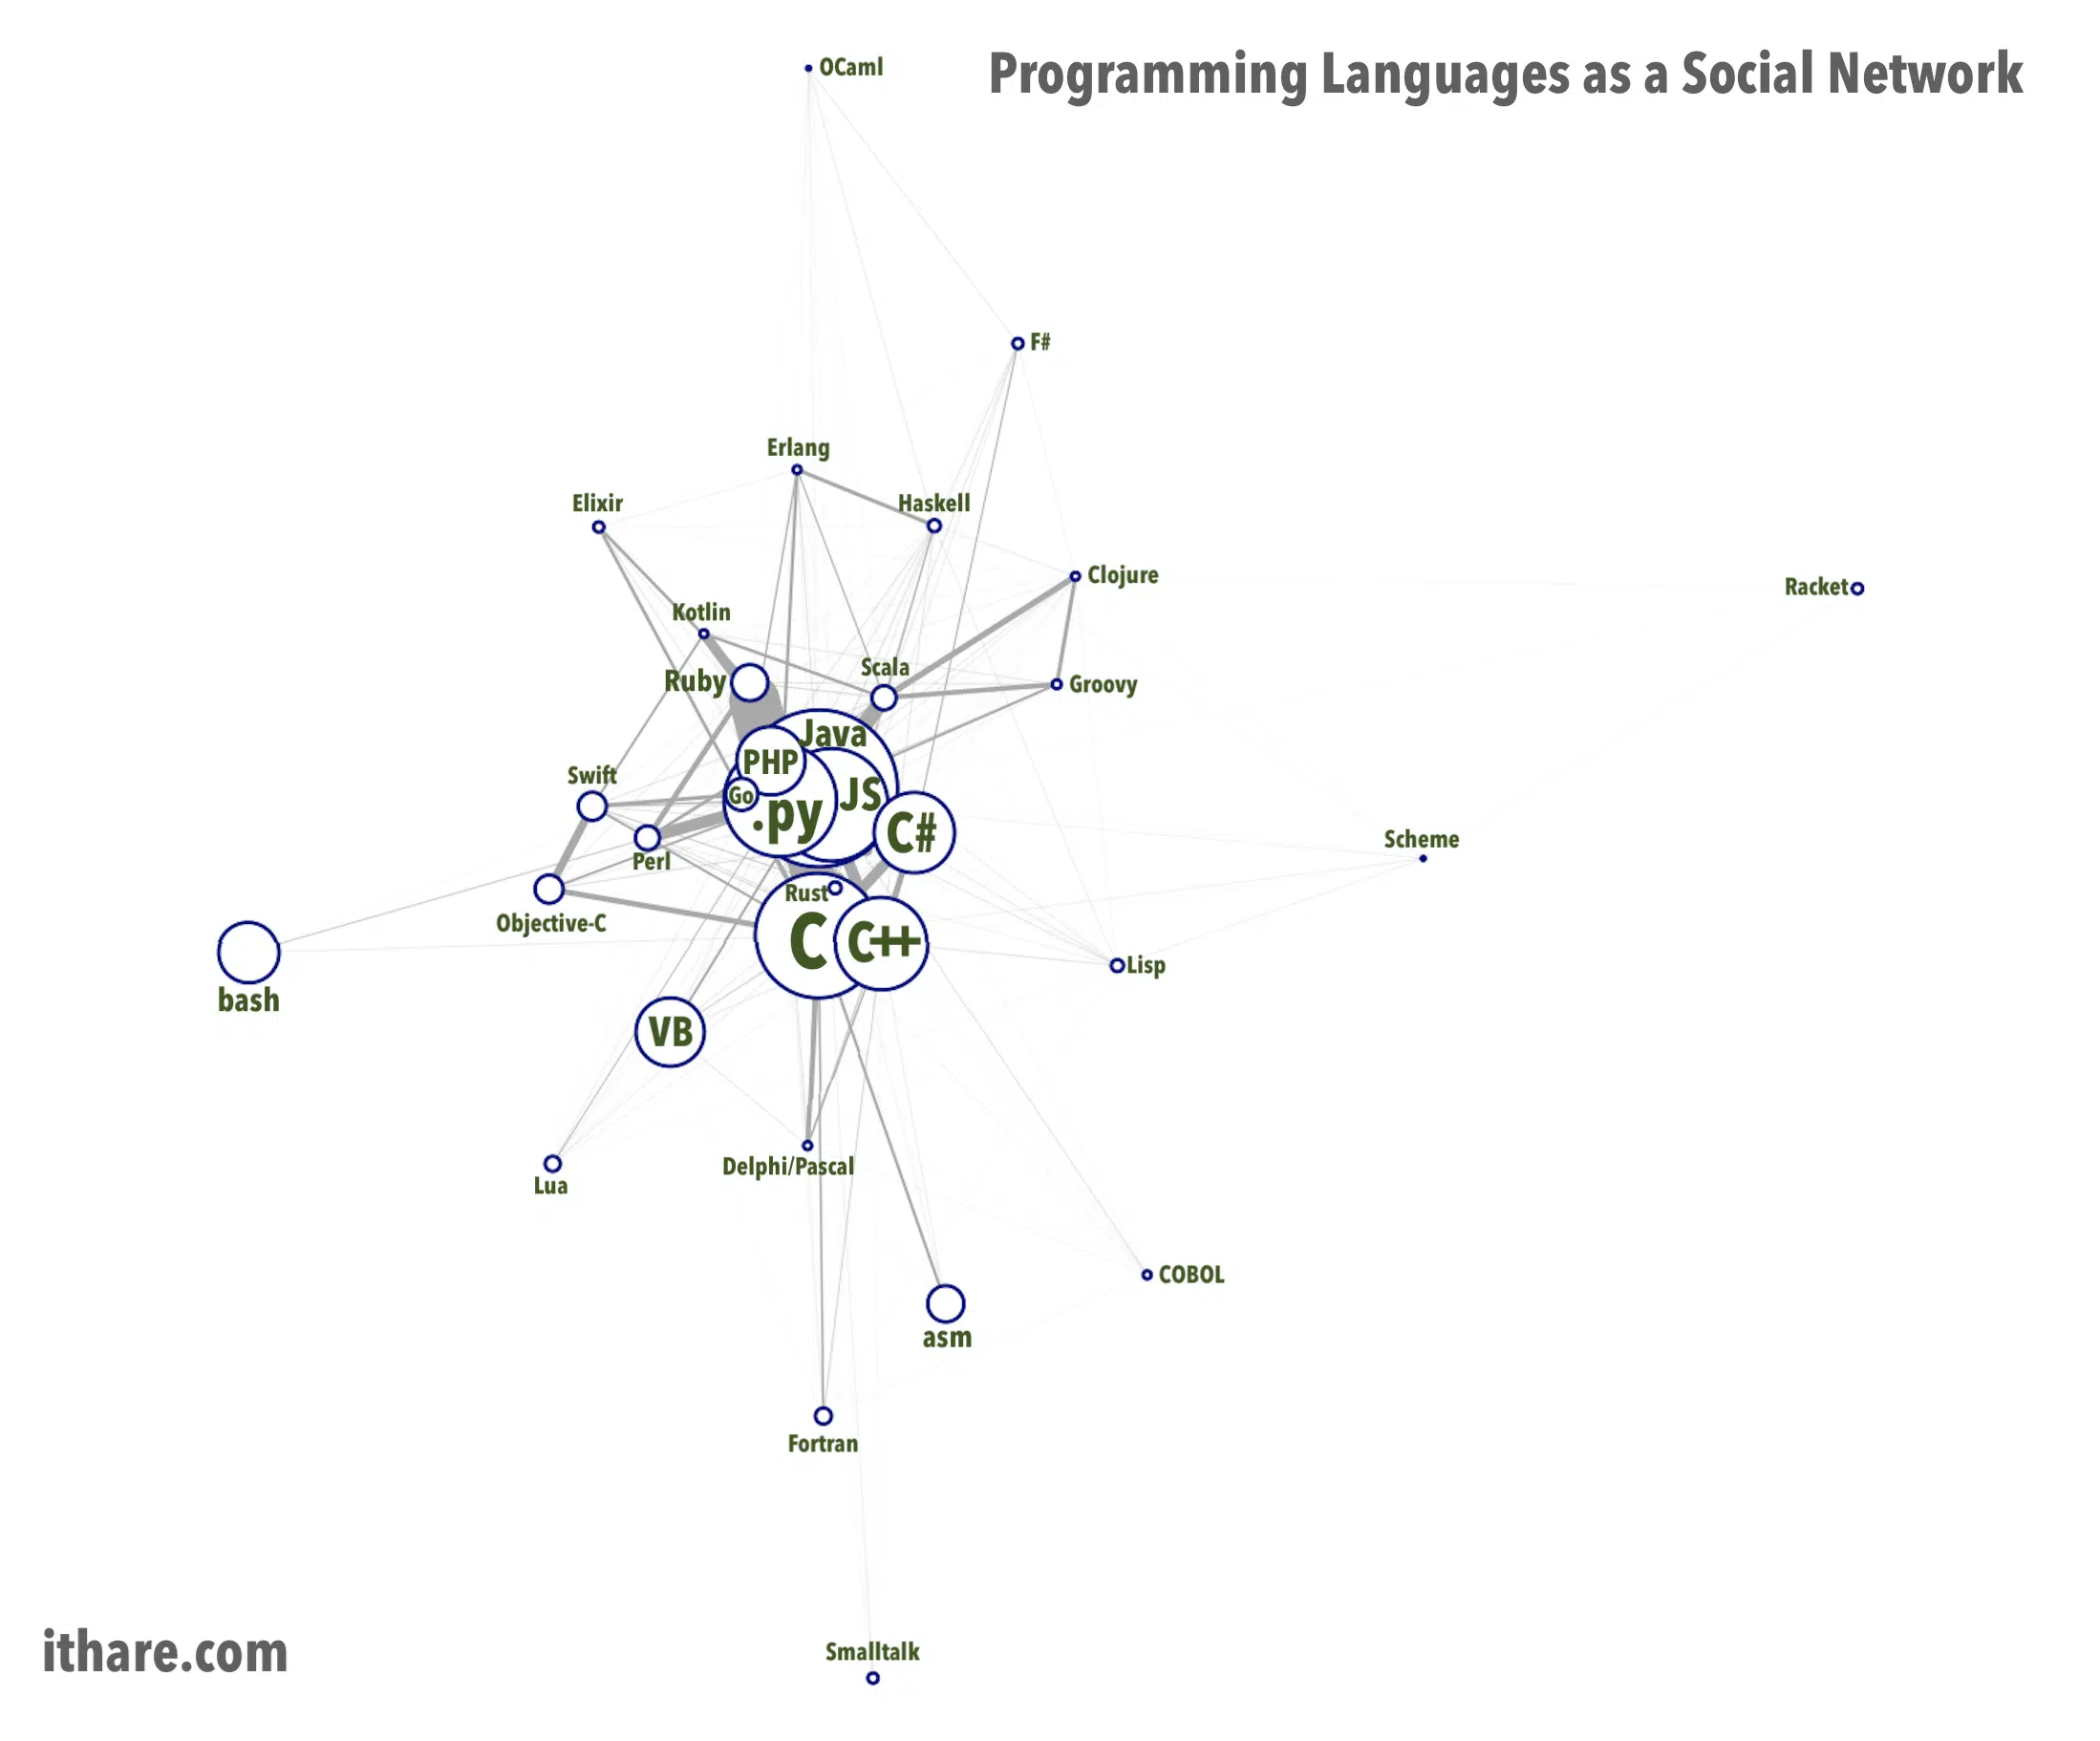 OCaml
Programming Languages as a Social Network
F#
Erlang
Elixir
Haskell
Clojure
Racket
Kotlin
Ruby
Scala
Groovy
Java
PHP
Swift
Go
JS
.py
C#
Scheme
Perl
Rust
Objective-C
C
C++
Lisp
bash
VB
Delphi/Pascal
Lua
COBOL
asm
Fortran
Smalltalk
ithare.com